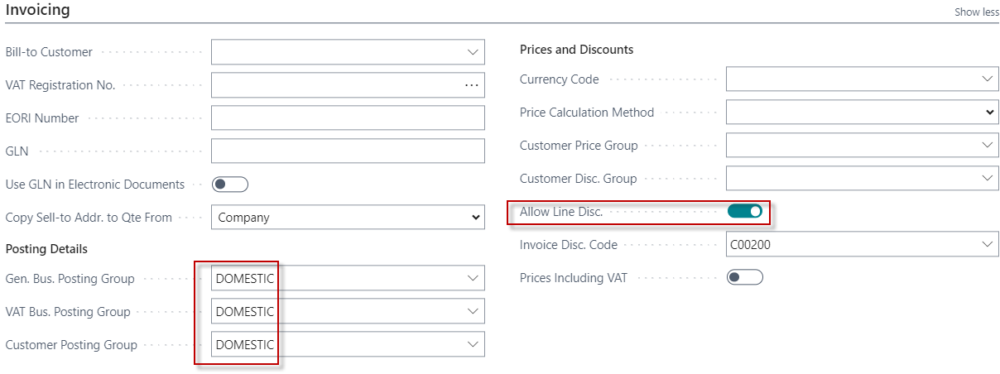 Invoicing
Show less
Bill-to Customer
VAT Registration No.
...
EORI Number
GLN
Use GLN in Electronic Documents
Copy Sell-to Addr. to Qte From
Company
Posting Details
Gen. Bus. Posting Group
DOMESTIC
VAT Bus. Posting Group
DOMESTIC
Customer Posting Group
DOMESTIC
Prices and Discounts
Currency Code
Price Calculation Method
Customer Price Group
Customer Disc. Group
Allow Line Disc.
Invoice Disc. Code
C00200
Prices Including VAT